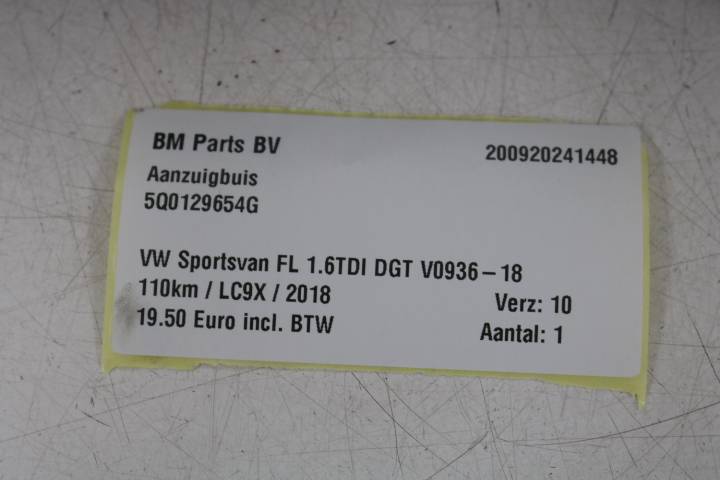 BM Parts BV 200920241448
Aanzuigbuis
5Q0129654G
VW Sportsvan FL 1.6TDI DGT V0936-18
110km / LC9X / 2018 Verz: 10
19.50 Euro incl. BTW Aantal: 1